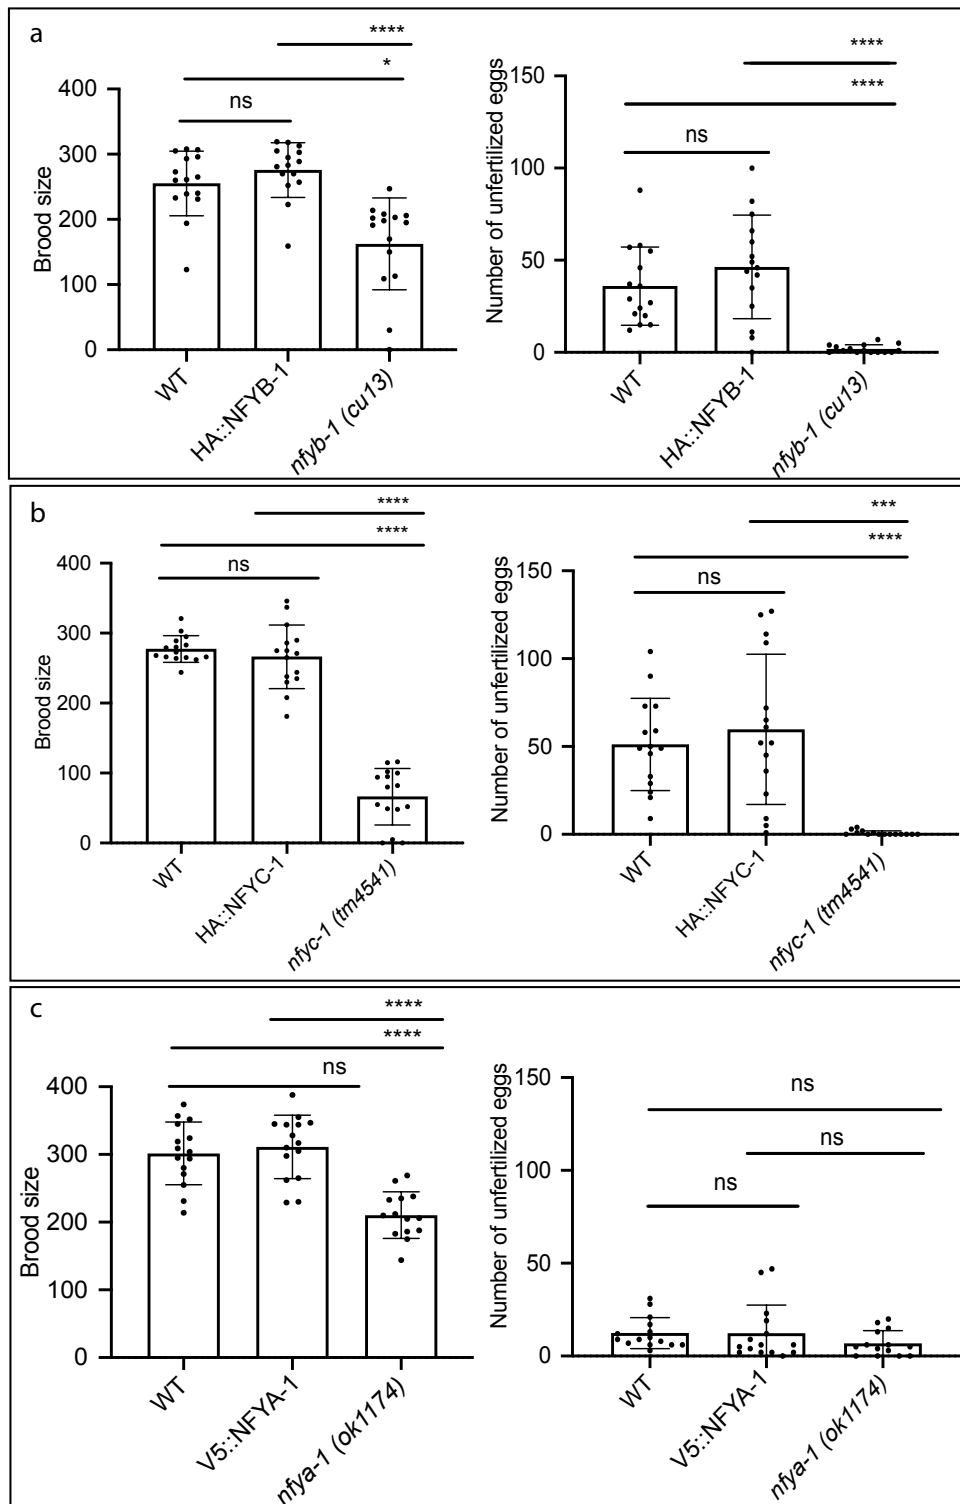 a
****
*
ns
400
300
200
100
0
Brood size
WT
HA::NFYB-1
nfyb-1 (cu13)
****
****
ns
150
100
50
0
Number of unfertilized eggs
WT
HA::NFYB-1
nfyb-1 (cu13)
b
****
****
ns
400
300
200
100
0
Brood size
WT
HA::NFYC-1
nfyc-1 (tm4541)
***
****
ns
150
100
50
0
Number of unfertilized eggs
WT
HA::NFYC-1
nfyc-1 (tm4541)
c
****
****
ns
400
300
200
100
0
Brood size
WT
V5::NFYA-1
nfya-1 (ok1174)
ns
ns
ns
150
100
50
0
Number of unfertilized eggs
WT
V5::NFYA-1
nfya-1 (ok1174)